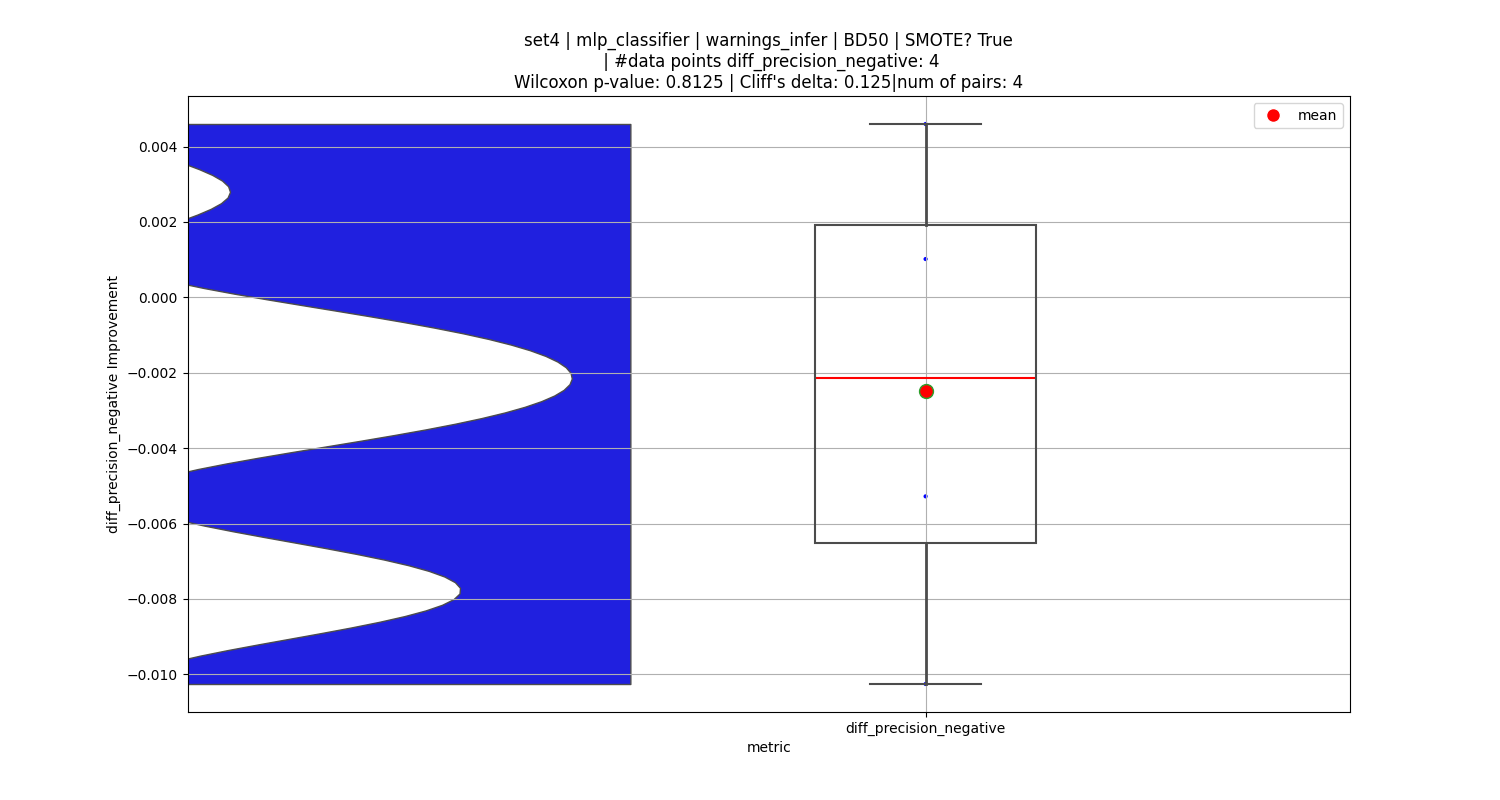 set4 | mlp_classifier | warnings_infer | BD50 | SMOTE? True
| #data points diff_precision_negative: 4
Wilcoxon p-value: 0.8125 | Cliff's delta: 0.125|num of pairs: 4
mean
diff_precision_negative Improvement
0.004
0.002
0.000
−0.002
−0.004
−0.006
−0.008
−0.010
diff_precision_negative
metric